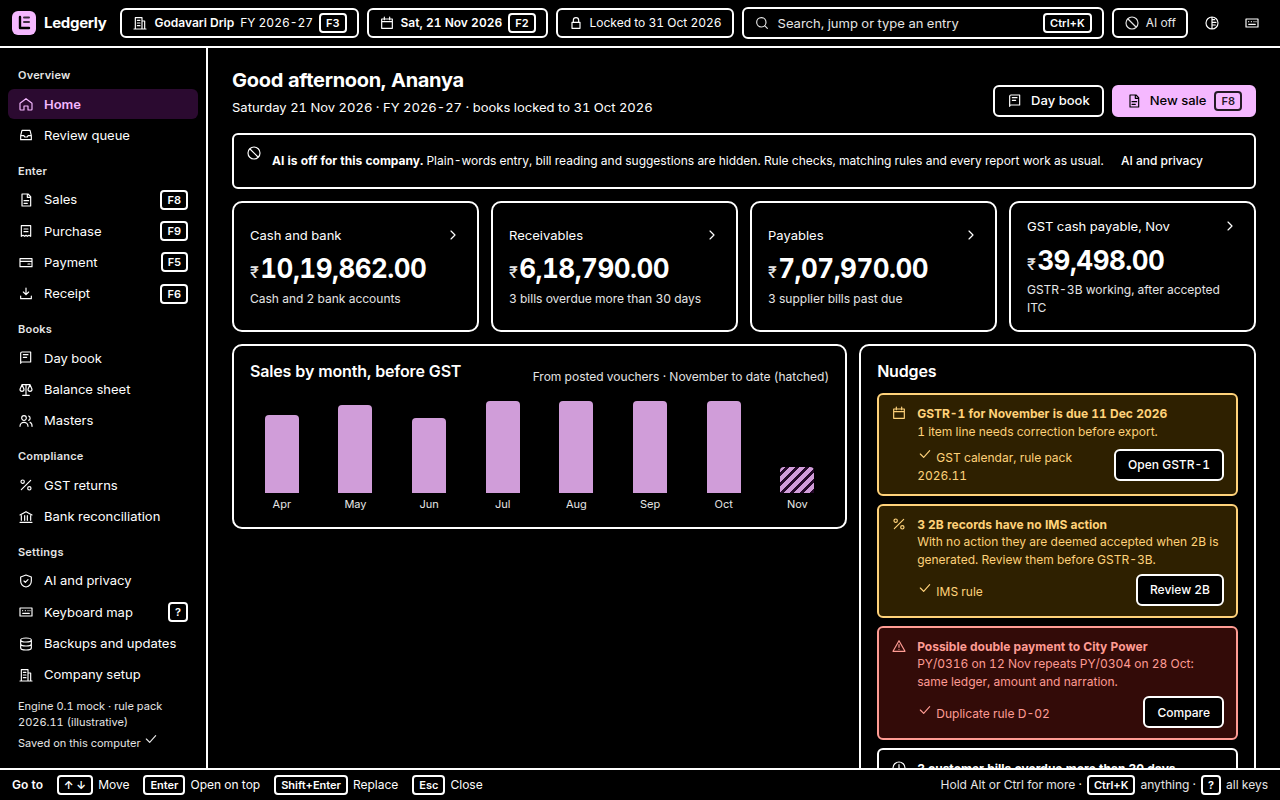 Ledgerly
Godavari Drip FY 2026-27 F3
Sat, 21 Nov 2026 F2
Locked to 31 Oct 2026
Search, jump or type an entry Ctrl+K
AI off
Overview
Home
Review queue
Enter
Sales F8
Purchase F9
Payment F5
Receipt F6
Books
Day book
Balance sheet
Masters
Compliance
GST returns
Bank reconciliation
Settings
AI and privacy
Keyboard map ?
Backups and updates
Company setup
Engine 0.1 mock · rule pack
2026.11 (illustrative)
Saved on this computer
Good afternoon, Ananya
Saturday 21 Nov 2026 · FY 2026-27 · books locked to 31 Oct 2026
Day book
New sale F8
AI is off for this company. Plain-words entry, bill reading and suggestions are hidden. Rule checks, matching rules and every report work as usual. AI and privacy
Cash and bank
₹10,19,862.00
Cash and 2 bank accounts
Receivables
₹6,18,790.00
3 bills overdue more than 30 days
Payables
₹7,07,970.00
3 supplier bills past due
GST cash payable, Nov
₹39,498.00
GSTR-3B working, after accepted
ITC
Sales by month, before GST
From posted vouchers · November to date (hatched)
Apr May Jun Jul Aug Sep Oct Nov
Nudges
GSTR-1 for November is due 11 Dec 2026
1 item line needs correction before export.
GST calendar, rule pack
2026.11
Open GSTR-1
3 2B records have no IMS action
With no action they are deemed accepted when 2B is
generated. Review them before GSTR-3B.
IMS rule
Review 2B
Possible double payment to City Power
PY/0316 on 12 Nov repeats PY/0304 on 28 Oct:
same ledger, amount and narration.
Duplicate rule D-02
Compare
Go to ↑ ↓ Move Enter Open on top Shift+Enter Replace Esc Close
Hold Alt or Ctrl for more · Ctrl+K anything · ? all keys